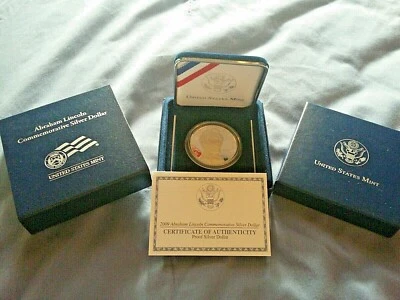 Abraham Lincoln
Commemorative Silver Dollar
UNITED STATES MINT
UNITED STATES MINT
2009 Abraham Lincoln Commemorative Silver Dollar
CERTIFICATE OF AUTHENTICITY
Proof Silver Dollar
UNITED STATES MINT